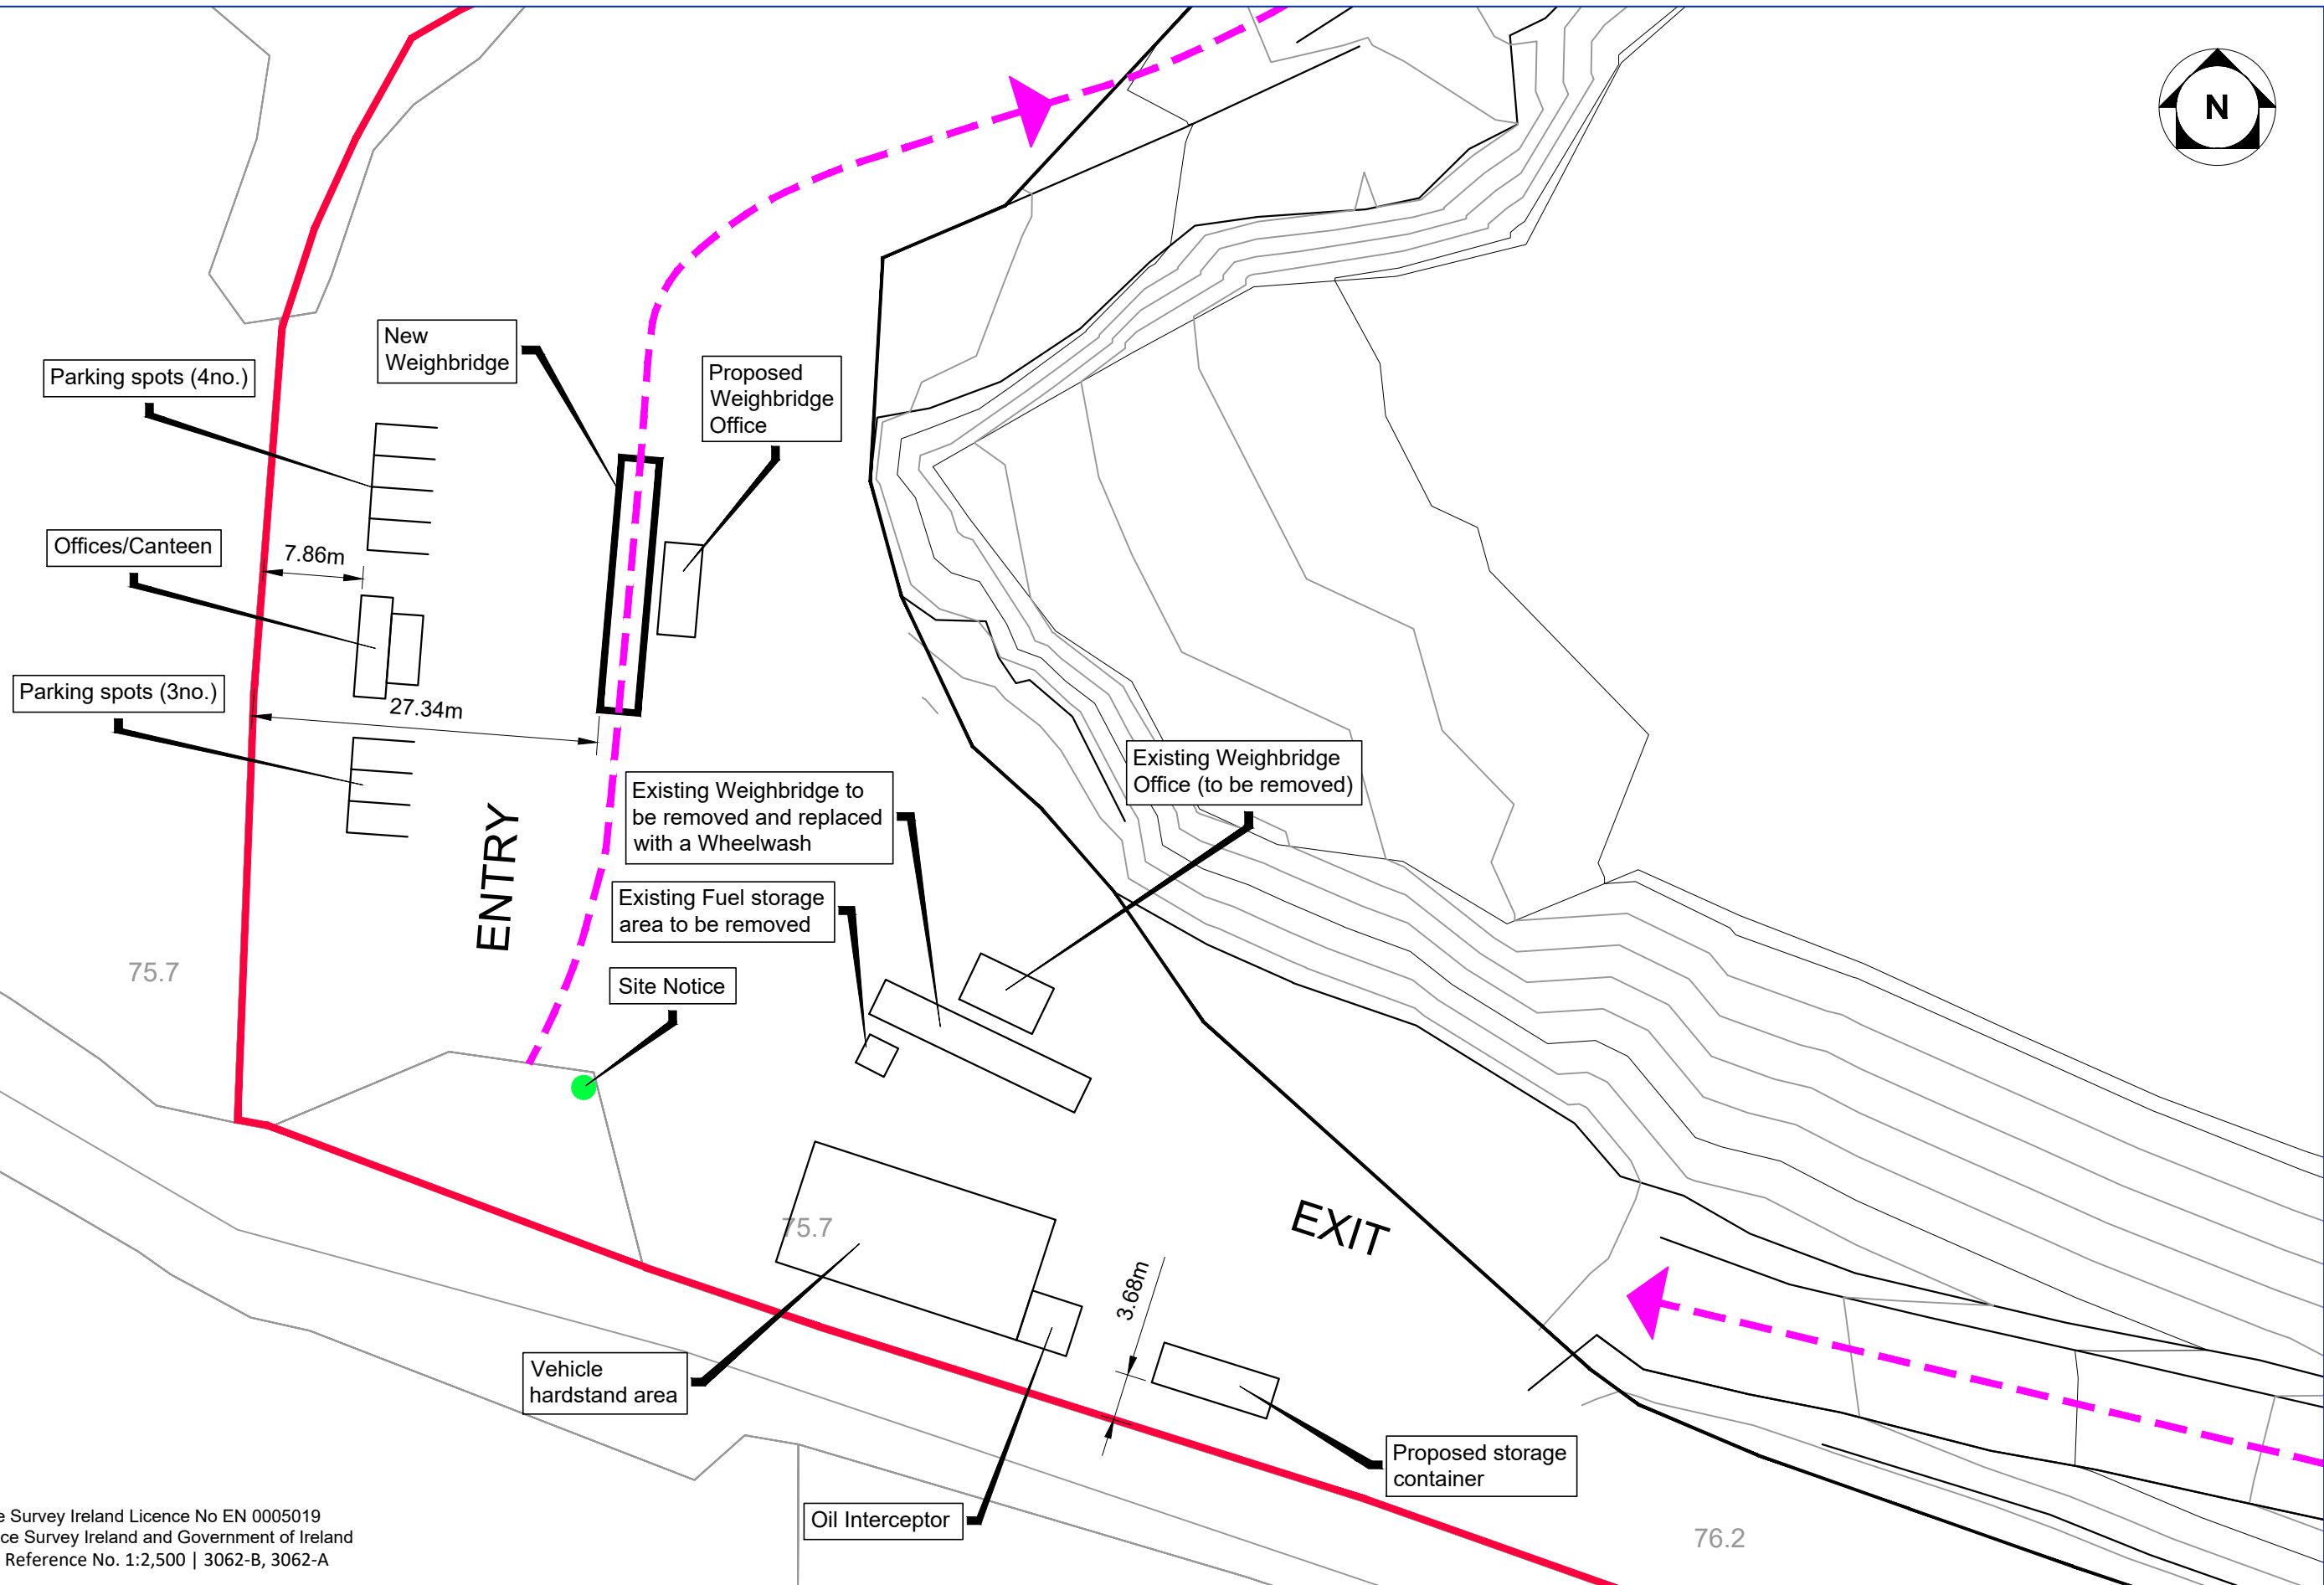 N
New
Weighbridge
Parking spots (4no.)
Proposed
Weighbridge
Office
Offices/Canteen
7.86m
Parking spots (3no.)
27.34m
Existing Weighbridge
Office (to be removed)
Existing Weighbridge to
be removed and replaced
with a Wheelwash
ENTRY
Existing Fuel storage
area to be removed
75.7
Site Notice
75.7
EXIT
3.68m
Vehicle
hardstand area
Proposed storage
container
Oil Interceptor
76.2
e Survey Ireland Licence No EN 0005019
ce Survey Ireland and Government of Ireland
Reference No. 1:2,500 | 3062-B, 3062-A